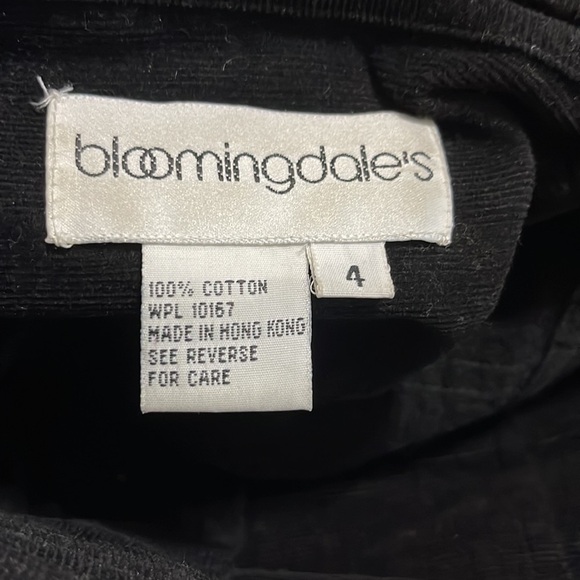 bloomingdale's
4
100% COTTON
WPL 10167
MADE IN HONG KONG
SEE REVERSE
FOR CARE